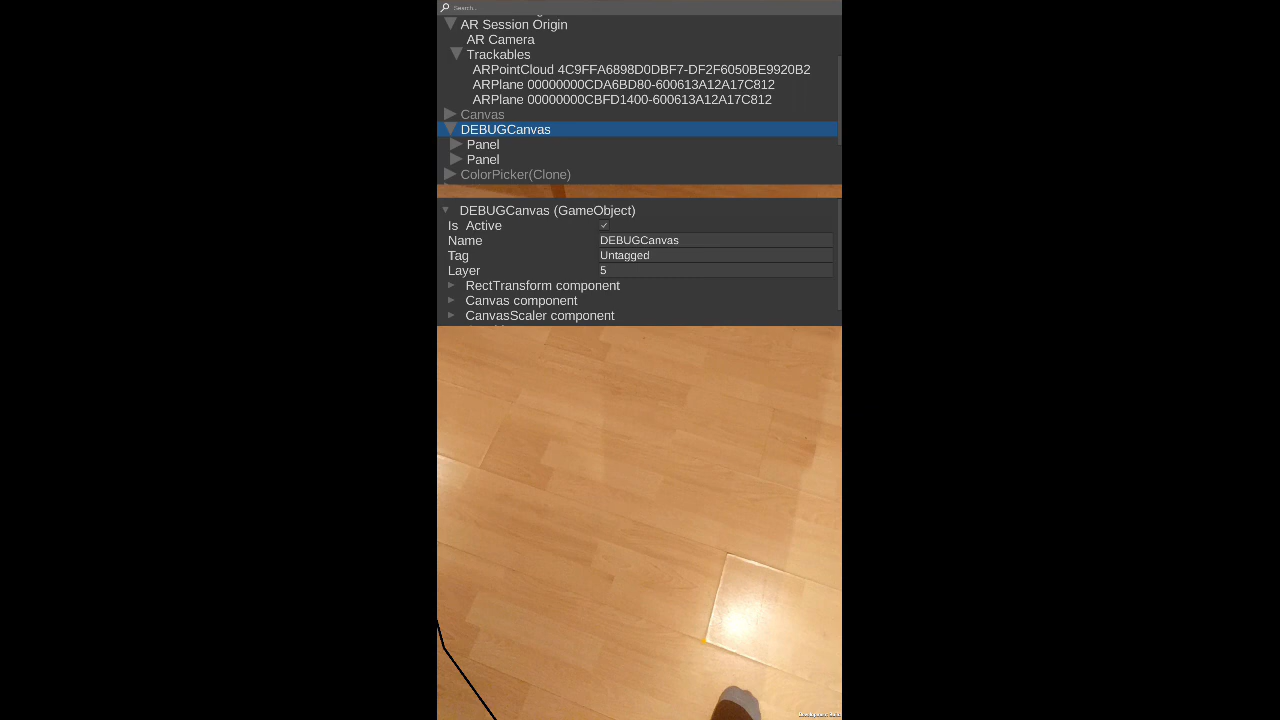 Search..
AR Session Origin
AR Camera
Trackables
ARPointCloud 4C9FFA6898D0DBF7-DF2F6050BE9920B2
ARPlane 00000000CDA6BD80-600613A12A17C812
ARPlane 00000000CBFD1400-600613A12A17C812
Canvas
DEBUGCanvas
Panel
Panel
ColorPicker(Clone)
DEBUGCanvas (GameObject)
Is Active
Name DEBUGCanvas
Tag Untagged
Layer 5
RectTransform component
Canvas component
CanvasScaler component
Development Build